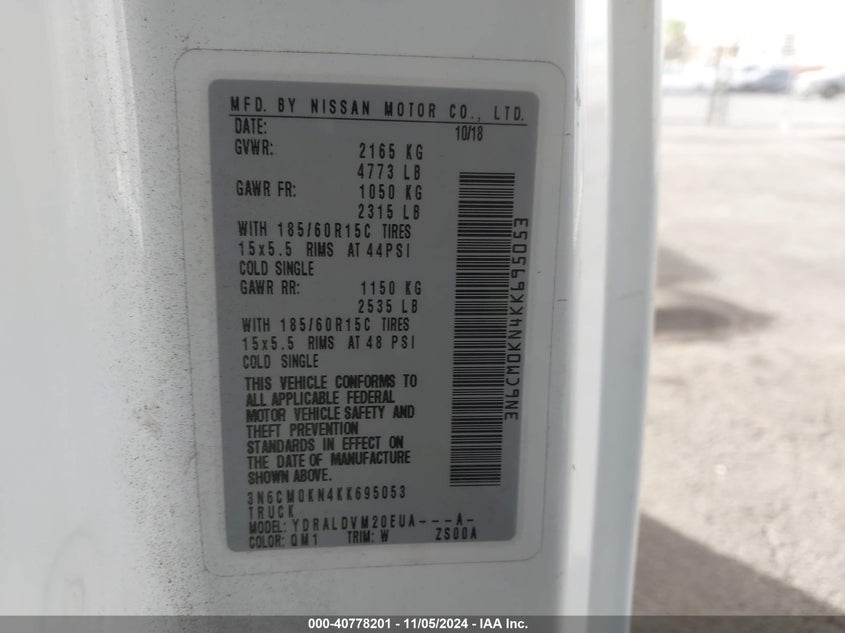 MFD. BY NISSAN MOTOR CO., LTD.
DATE: 10/18
GVWR: 2165 KG
4773 LB
GAWR FR: 1050 KG
2315 LB
WITH 185/60R15C TIRES
15x5.5 RIMS AT 44PSI
COLD SINGLE
GAWR RR: 1150 KG
2535 LB
WITH 185/60R15C TIRES
15x5.5 RIMS AT 48 PSI
COLD SINGLE
THIS VEHICLE CONFORMS TO
ALL APPLICABLE FEDERAL
MOTOR VEHICLE SAFETY AND
THEFT PREVENTION
STANDARDS IN EFFECT ON
THE DATE OF MANUFACTURE
SHOWN ABOVE.
3N6CM0KN4KK695053
TRUCK
MODEL: YDRALDVM20EUA---A-
COLOR: QM1 TRIM: W ZS00A
3N6CM0KN4KK695053
000-40778201 - 11/05/2024 - IAA Inc.